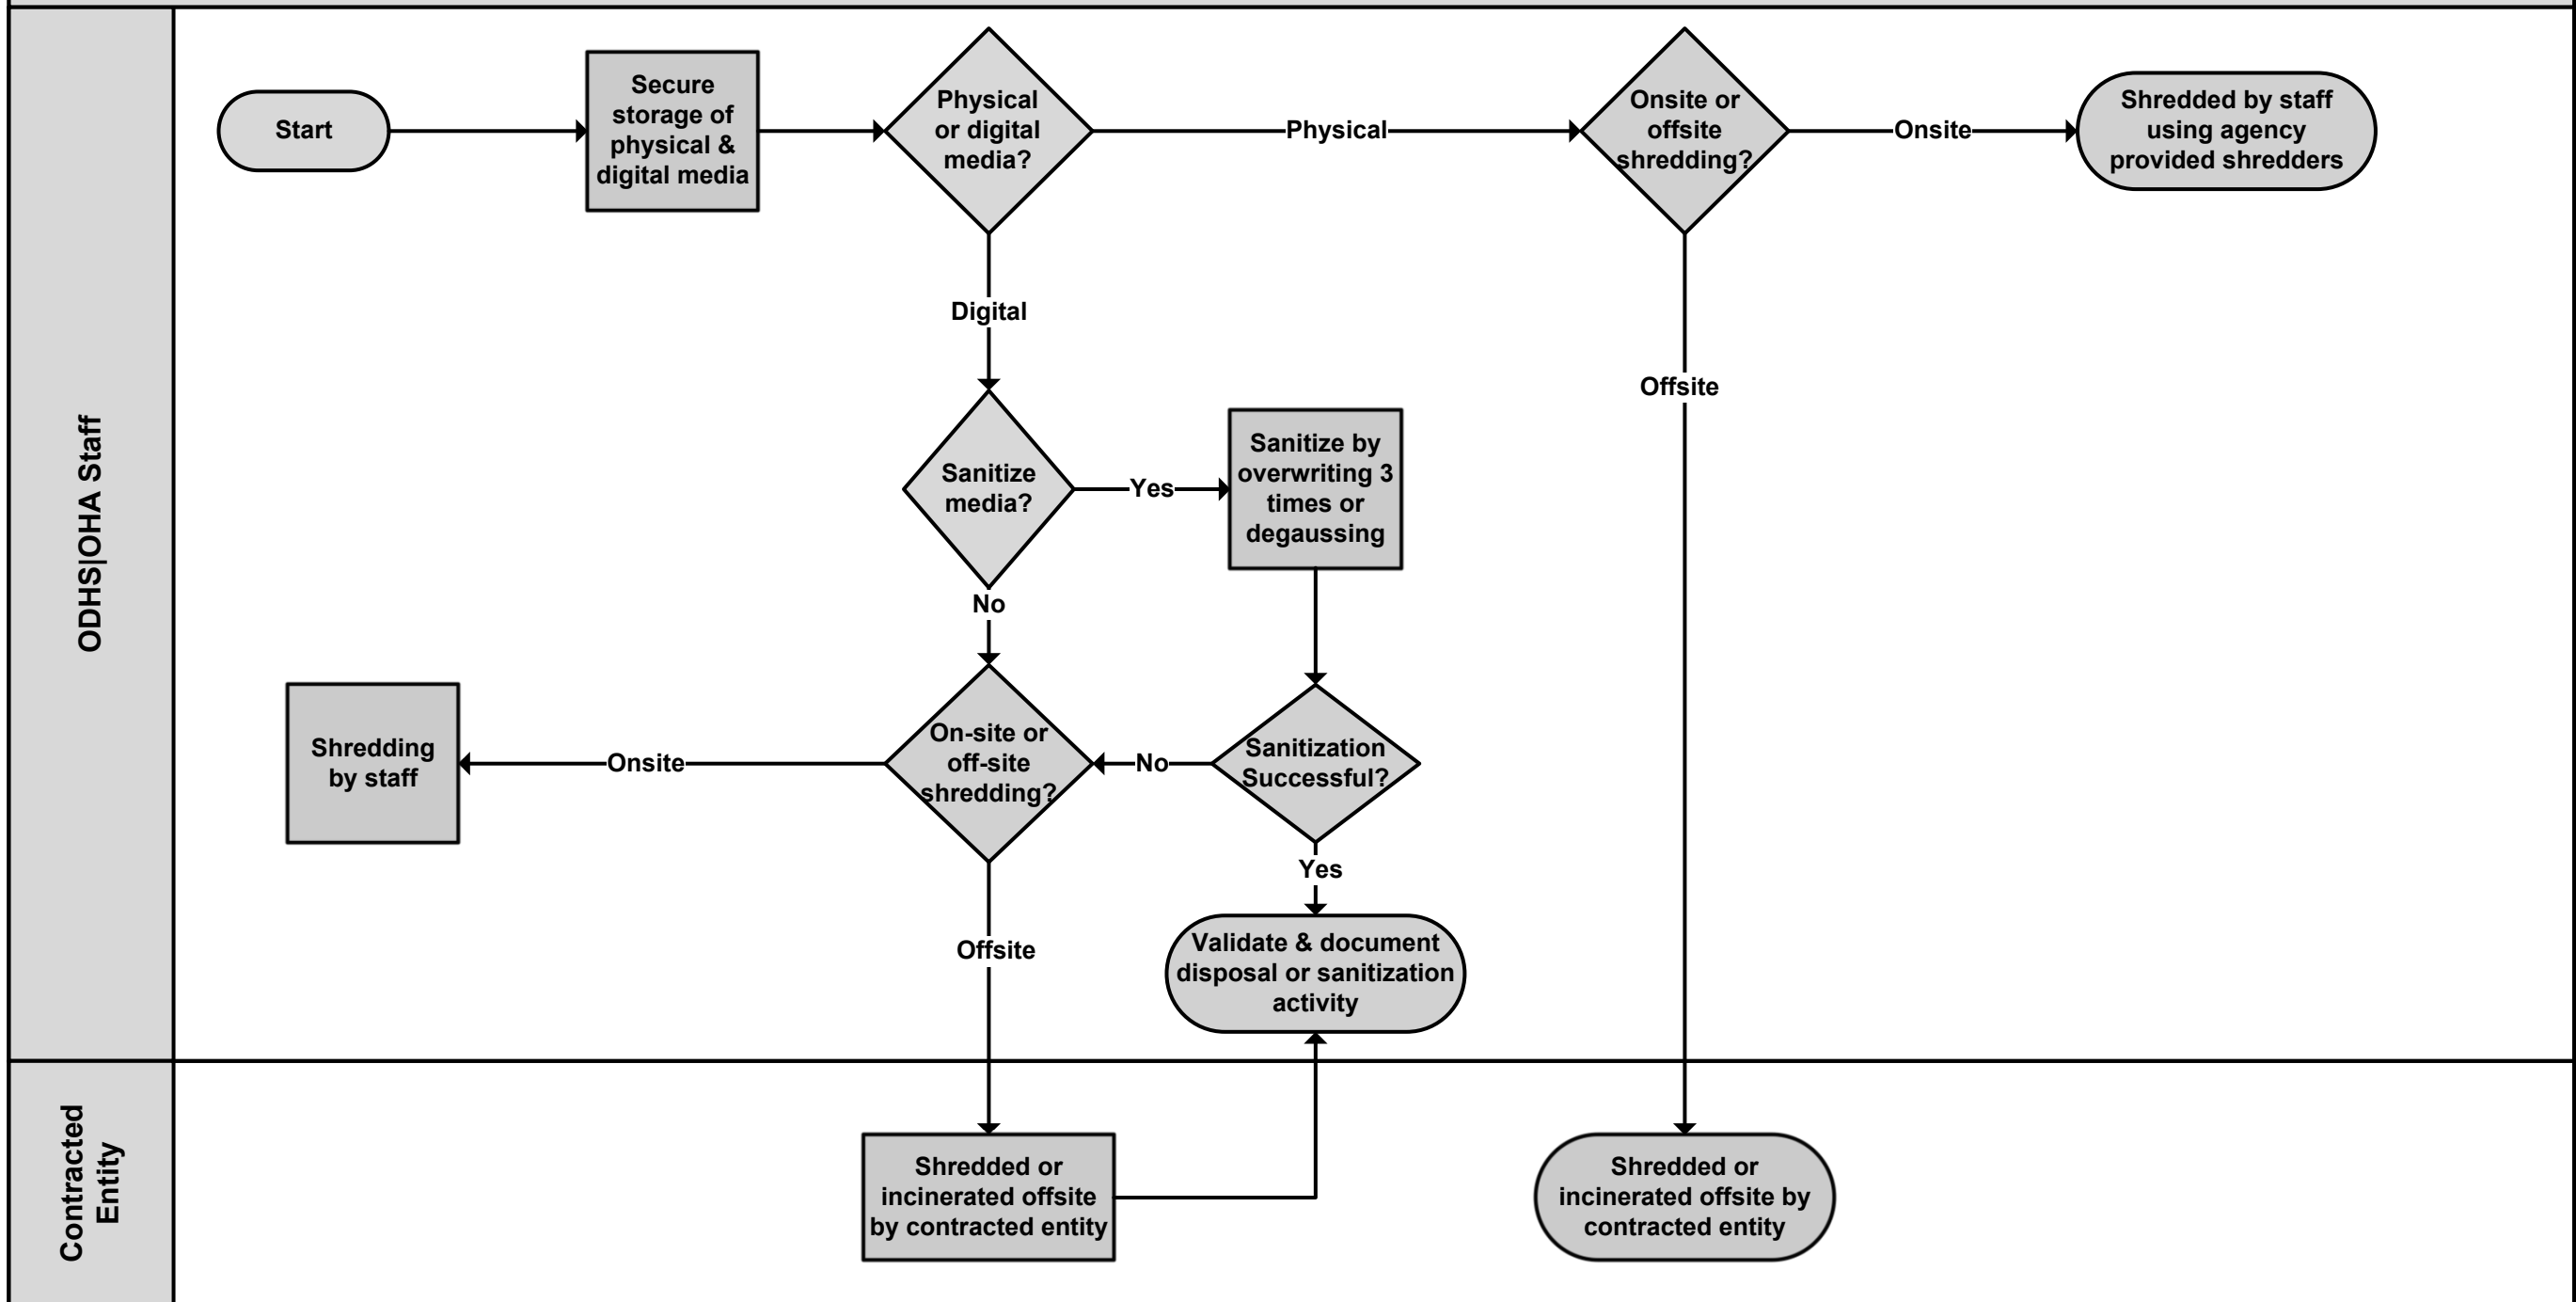 ODHS|OHA Staff
Start
Secure
storage of
physical &
digital media
Physical
or digital
media?
Physical
Onsite or
offsite
shredding?
Onsite
Shredded by staff
using agency
provided shredders
Digital
Offsite
Sanitize
media?
Yes
Sanitize by
overwriting 3
times or
degaussing
No
Shredding
by staff
Onsite
On-site or
off-site
shredding?
No
Sanitization
Successful?
Yes
Offsite
Validate & document
disposal or sanitization
activity
Contracted
Entity
Shredded or
incinerated offsite
by contracted entity
Shredded or
incinerated offsite by
contracted entity